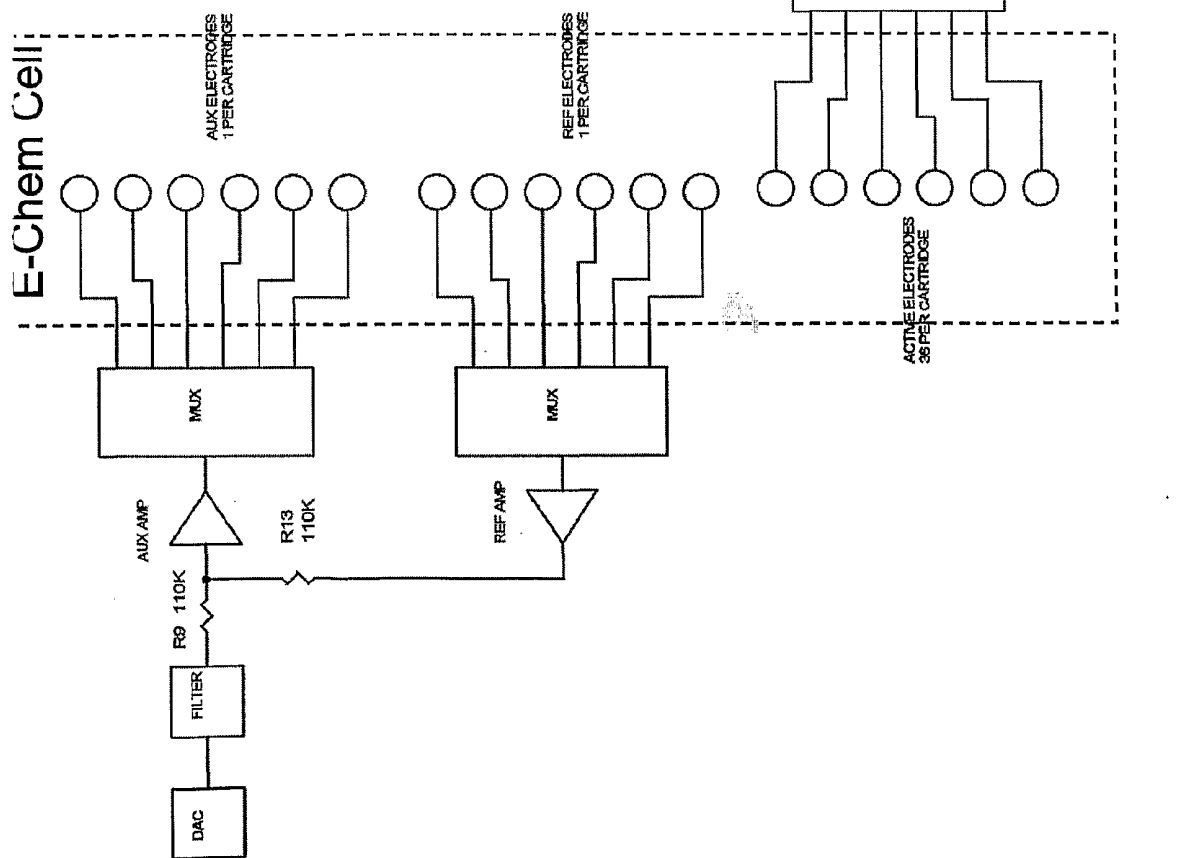 E-Chem Cell
AUX ELECTRODES
1 PER CARTRIDGE
REF ELECTRODES
1 PER CARTRIDGE
ACTIVE ELECTRODES
36 PER CARTRIDGE
MUX
MUX
AUX AMP
R13
110K
REF AMP
R9 110K
FILTER
DAC